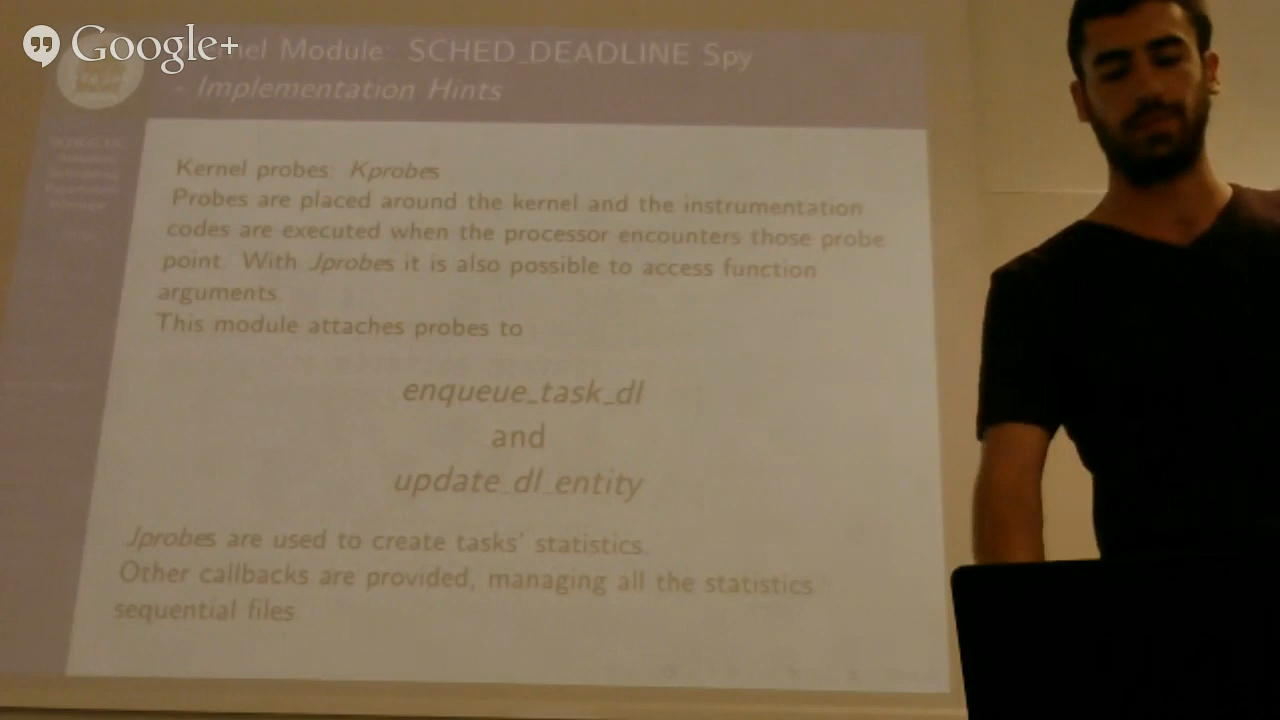 Google+
Module: SCHED_DEADLINE Spy
- Implementation Hints
Kernel probes: Kprobes
Probes are placed around the kernel and the instrumentation
codes are executed when the processor encounters those probe
point. With Jprobes it is also possible to access function
arguments.
This module attaches probes to
enqueue_task_dl
and
update_dl_entity
Jprobes are used to create tasks' statistics.
Other callbacks are provided, managing all the statistics
sequential files